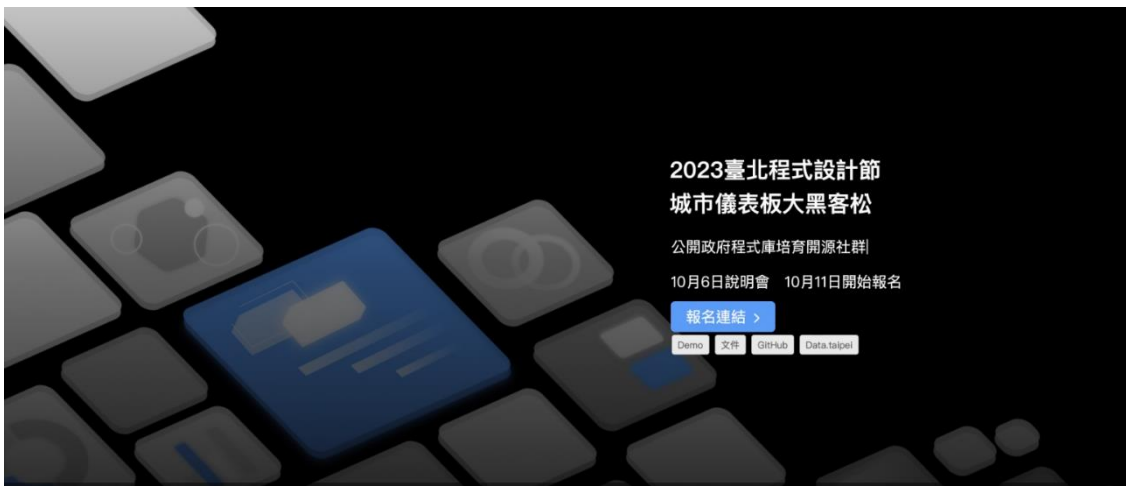 2023臺北程式設計節
城市儀表板大黑客松
公開政府程式庫培育開源社群|
10月6日說明會 10月11日開始報名
報名連結 >
Demo 文件 GitHub Data.taipei